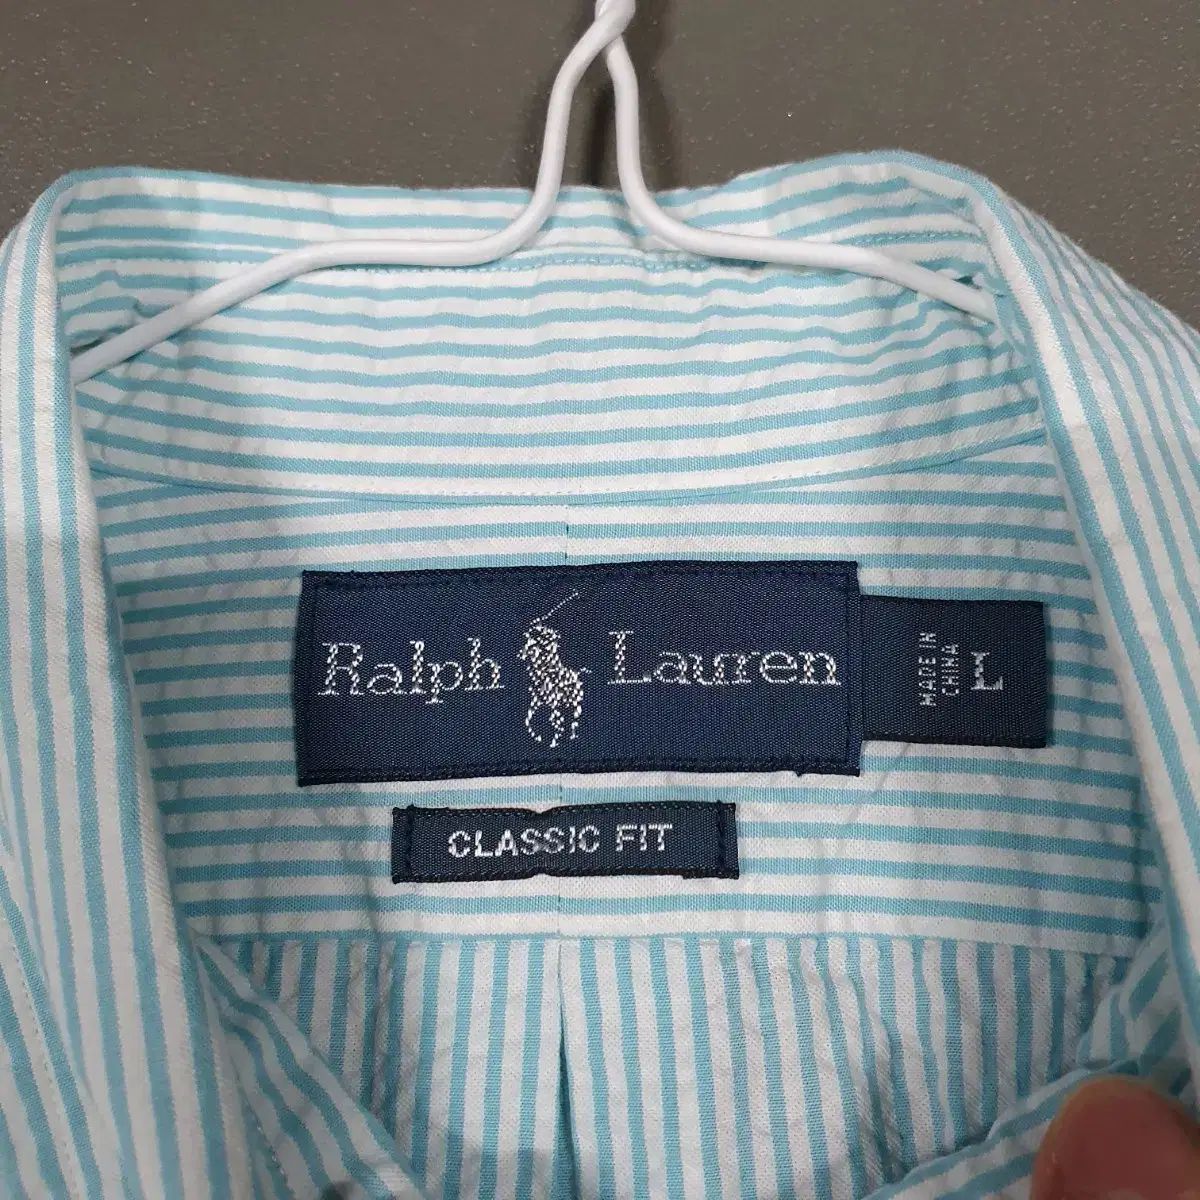 Ralph Lauren
MADE IN
CHINA
L
CLASSIC FIT